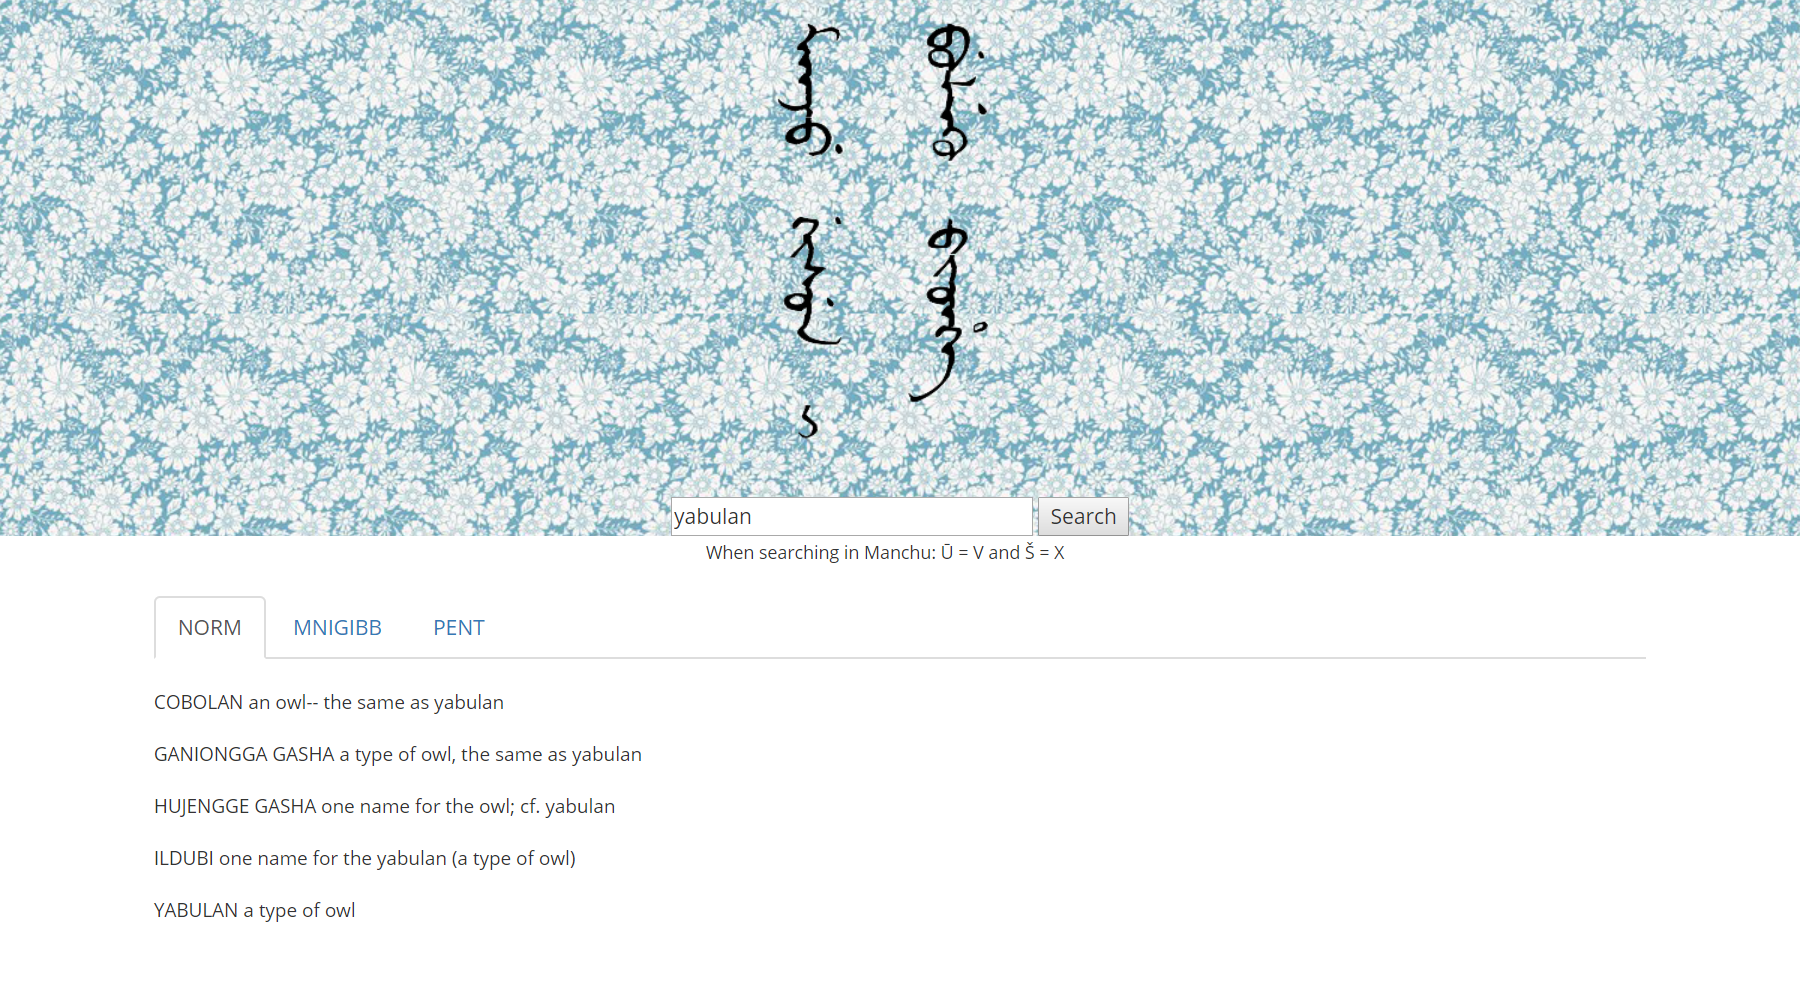 yabulan
Search
When searching in Manchu: Ū = V and Š = X
NORM MNIGIBB PENT
COBOLAN an owl-- the same as yabulan
GANIONGGA GASHA a type of owl, the same as yabulan
HUJENGGE GASHA one name for the owl; cf. yabulan
ILDUBI one name for the yabulan (a type of owl)
YABULAN a type of owl